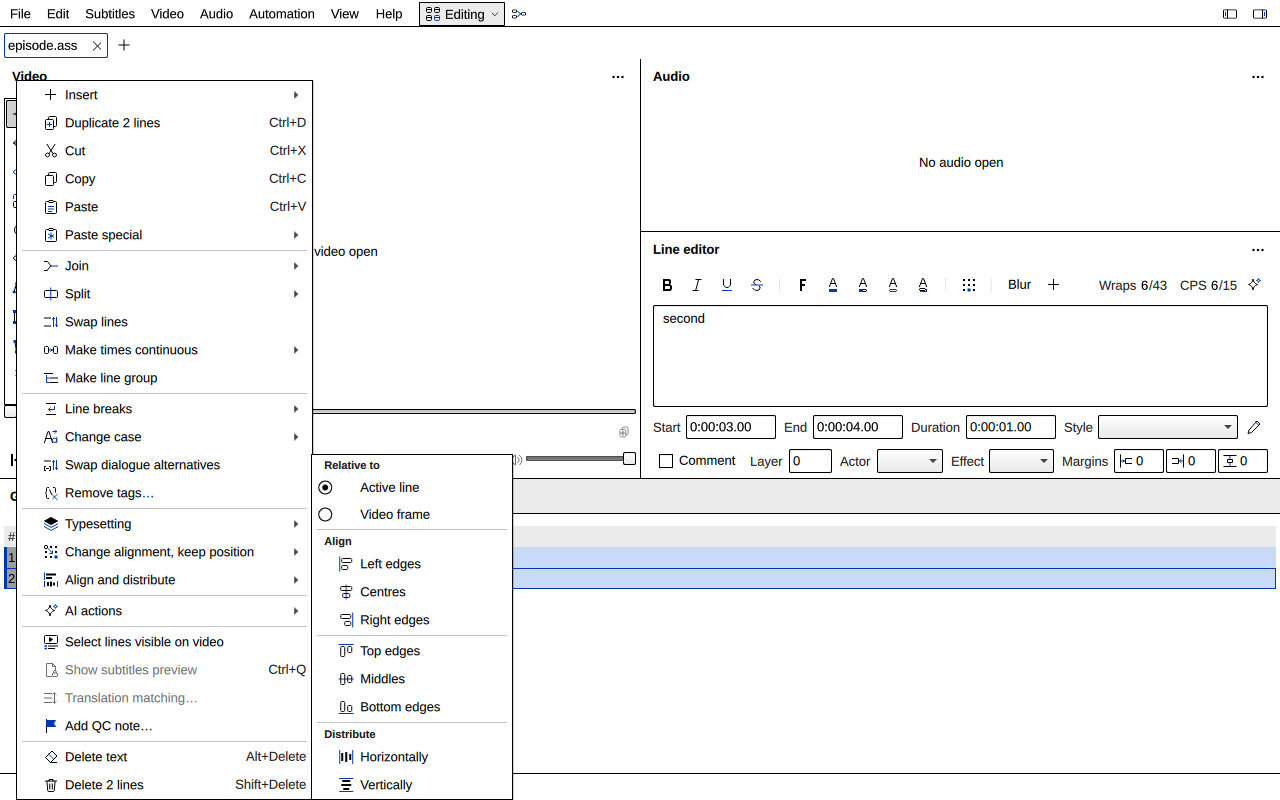 File Edit Subtitles Video Audio Automation View Help Editing
episode.ass
Video
Audio
No audio open
video open
Insert
Duplicate 2 lines Ctrl+D
Cut Ctrl+X
Copy Ctrl+C
Paste Ctrl+V
Paste special
Join
Split
Swap lines
Make times continuous
Make line group
Line breaks
Change case
Swap dialogue alternatives
Remove tags…
Typesetting
Change alignment, keep position
Align and distribute
AI actions
Select lines visible on video
Show subtitles preview Ctrl+Q
Translation matching…
Add QC note…
Delete text Alt+Delete
Delete 2 lines Shift+Delete
Relative to
Active line
Video frame
Align
Left edges
Centres
Right edges
Top edges
Middles
Bottom edges
Distribute
Horizontally
Vertically
Line editor
B I U S F A A A A Blur Wraps 6/43 CPS 6/15
second
Start 0:00:03.00 End 0:00:04.00 Duration 0:00:01.00 Style
Comment Layer 0 Actor Effect Margins 0 0 0
#
1
2